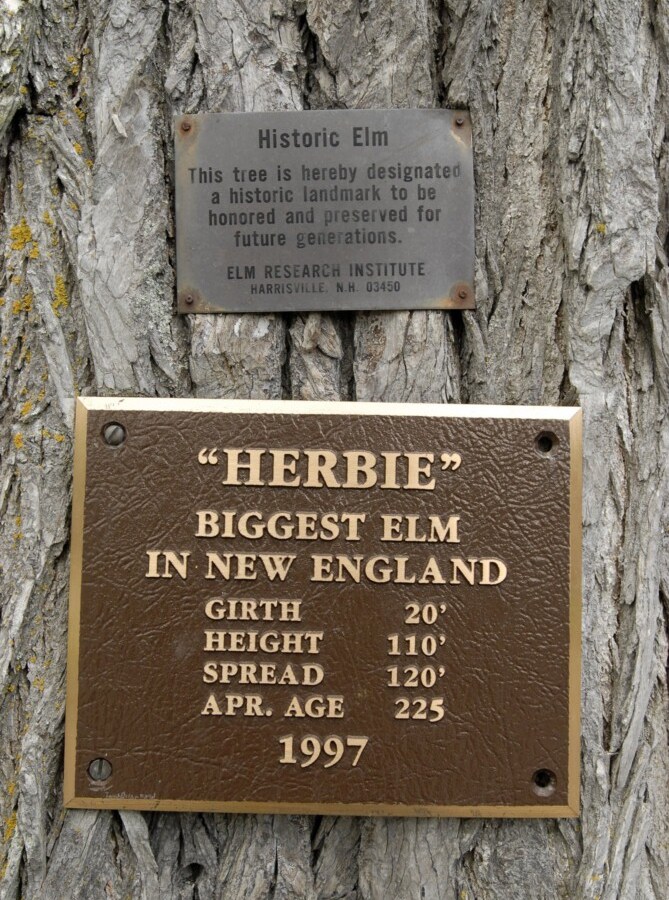 Historic Elm
This tree is hereby designated
a historic landmark to be
honored and preserved for
future generations.
ELM RESEARCH INSTITUTE
HARRISVILLE, N.H. 03450
“HERBIE”
BIGGEST ELM
IN NEW ENGLAND
GIRTH 20’
HEIGHT 110’
SPREAD 120’
APR. AGE 225
1997